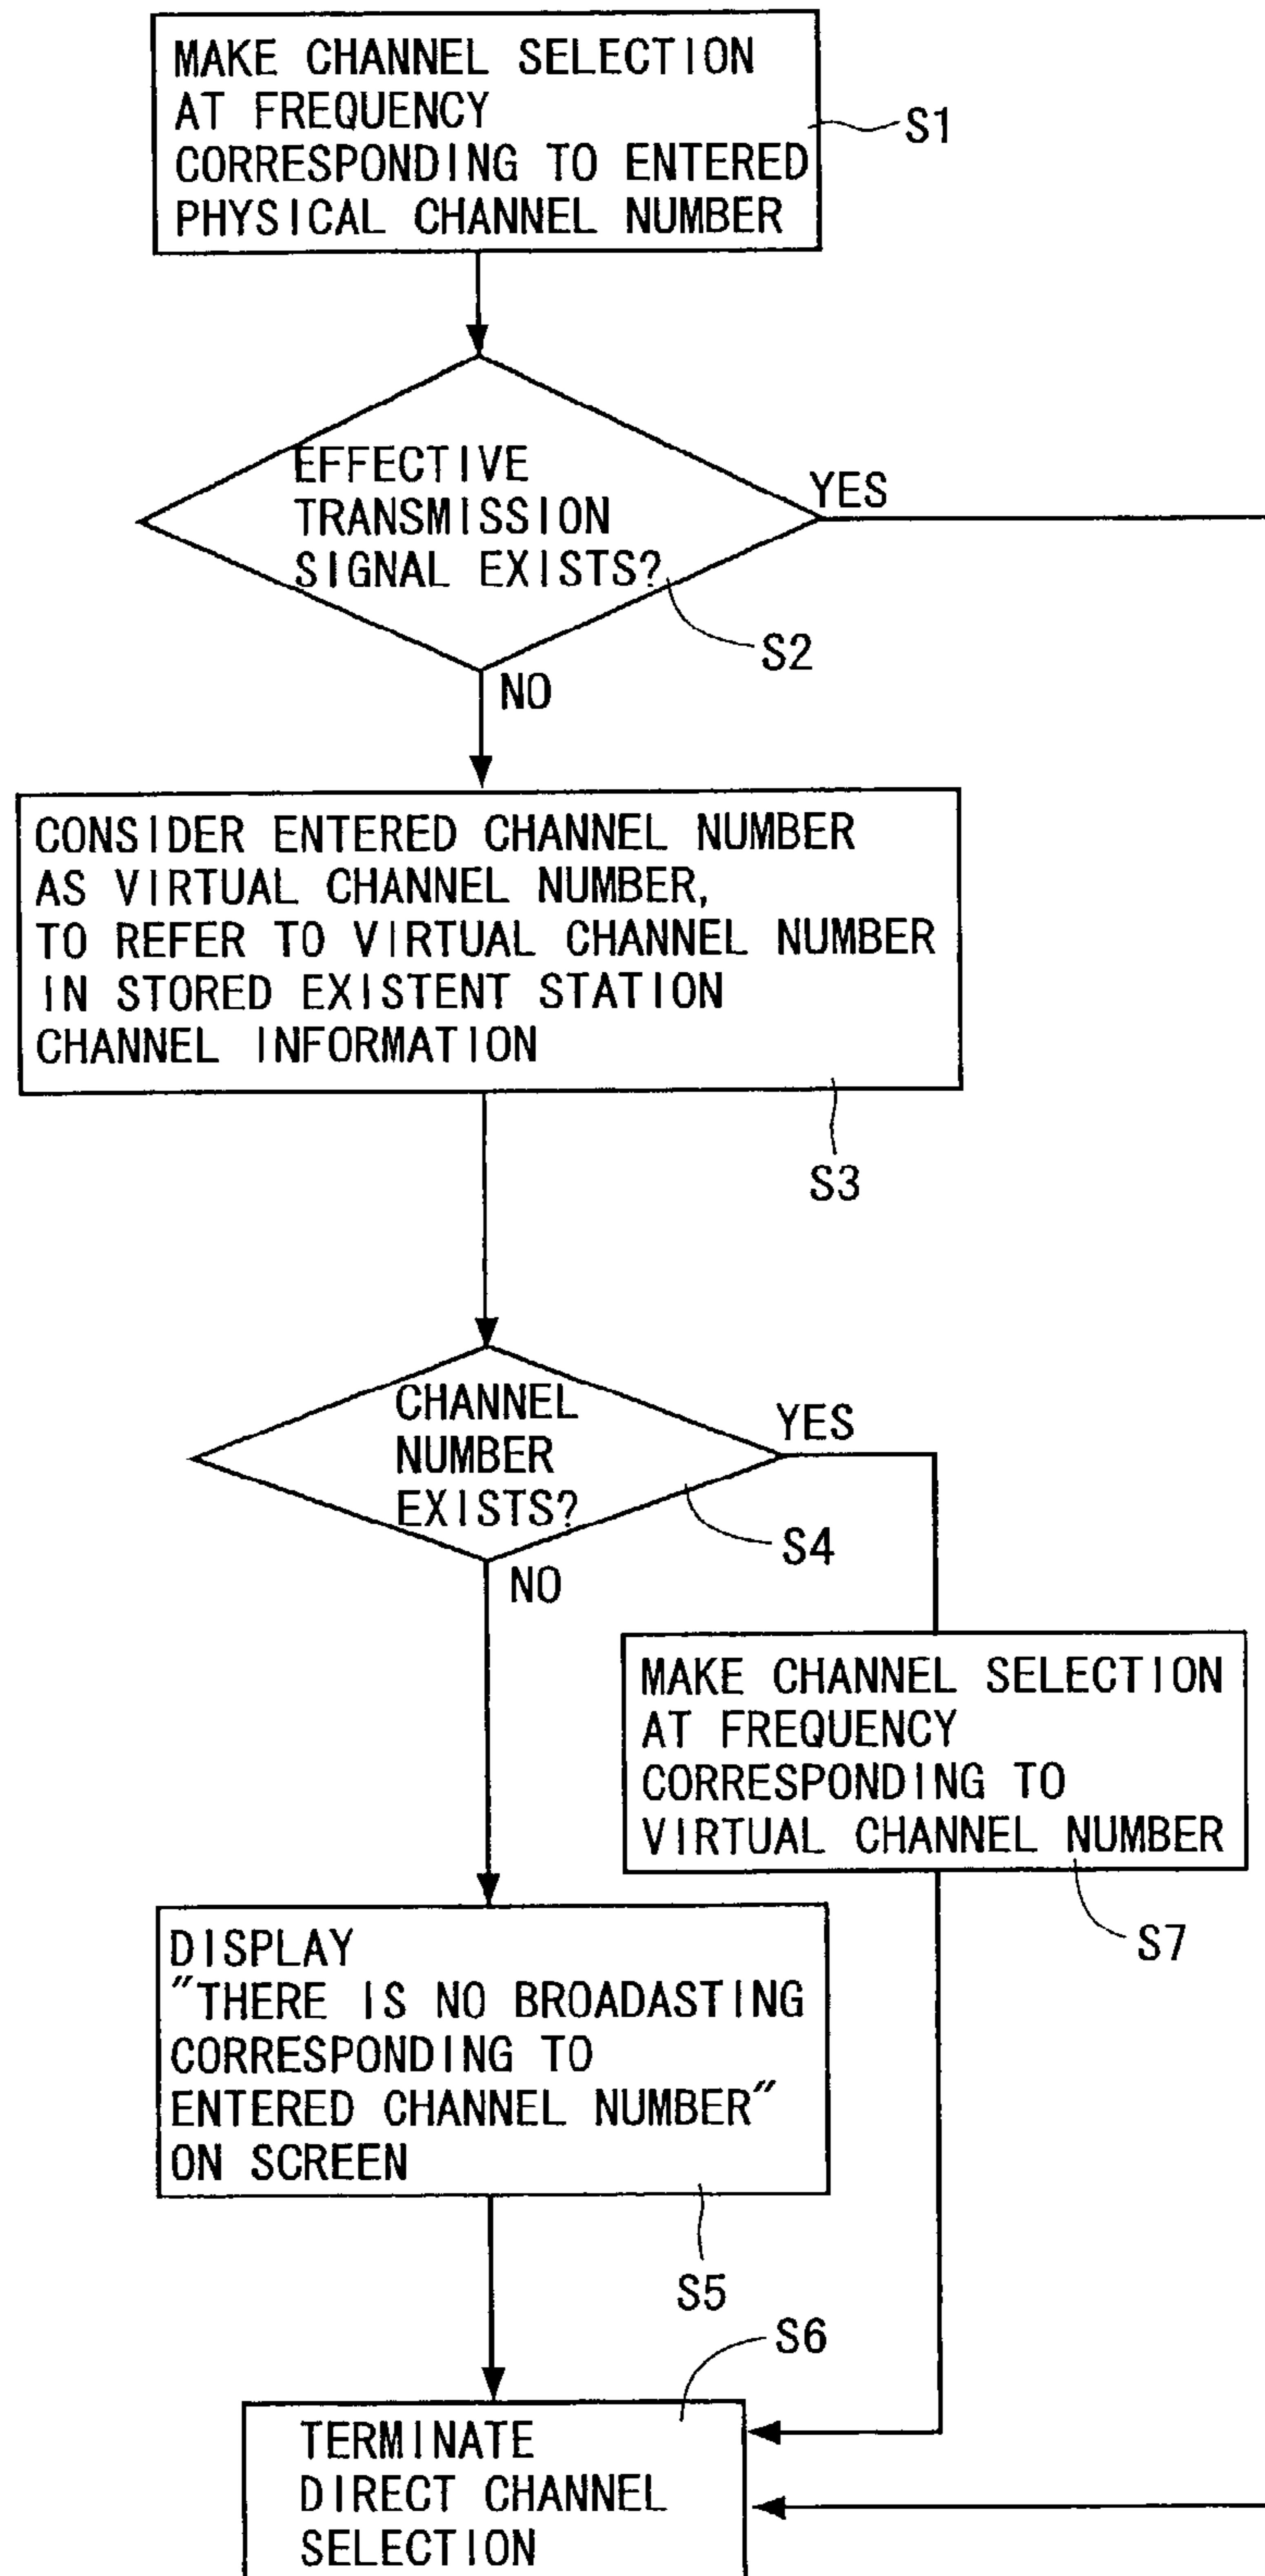 MAKE CHANNEL SELECTION
AT FREQUENCY
CORRESPONDING TO ENTERED
PHYSICAL CHANNEL NUMBER
S1
EFFECTIVE
TRANSMISSION
SIGNAL EXISTS?
YES
S2
NO
CONSIDER ENTERED CHANNEL NUMBER
AS VIRTUAL CHANNEL NUMBER,
TO REFER TO VIRTUAL CHANNEL NUMBER
IN STORED EXISTENT STATION
CHANNEL INFORMATION
S3
CHANNEL
NUMBER
EXISTS?
YES
S4
NO
MAKE CHANNEL SELECTION
AT FREQUENCY
CORRESPONDING TO
VIRTUAL CHANNEL NUMBER
S7
DISPLAY
"THERE IS NO BROADASTING
CORRESPONDING TO
ENTERED CHANNEL NUMBER"
ON SCREEN
S5
S6
TERMINATE
DIRECT CHANNEL
SELECTION